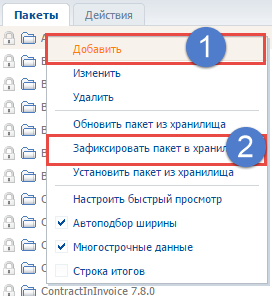 Пакеты Действия
1
Добавить
Изменить
Удалить
Обновить пакет из хранилища
Зафиксировать пакет в хранил
2
Установить пакет из хранилища
Настроить быстрый просмотр
Автоподбор ширины
Многострочные данные
Строка итогов
ContractInInvoice 7.8.0